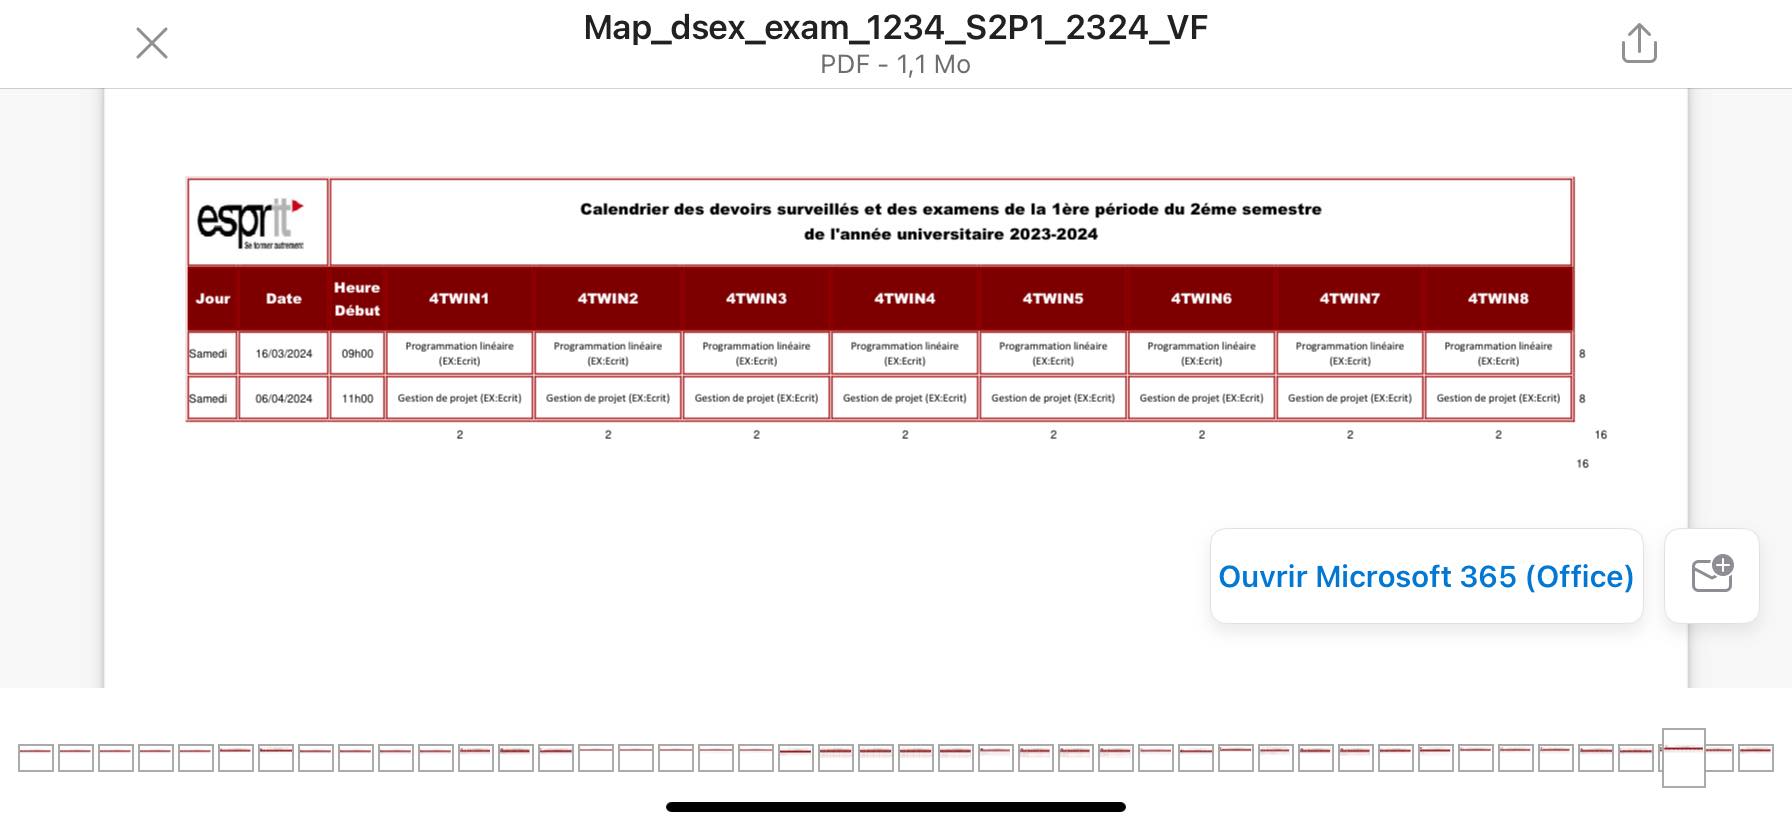 Map_dsex_exam_1234_S2P1_2324_VF
PDF - 1,1 Mo
esprit
Se former autrement
Calendrier des devoirs surveillés et des examens de la 1ère période du 2éme semestre
de l'année universitaire 2023-2024
Jour Date Heure Début 4TWIN1 4TWIN2 4TWIN3 4TWIN4 4TWIN5 4TWIN6 4TWIN7 4TWIN8
Samedi 16/03/2024 09h00 Programmation linéaire (EX:Ecrit) Programmation linéaire (EX:Ecrit) Programmation linéaire (EX:Ecrit) Programmation linéaire (EX:Ecrit) Programmation linéaire (EX:Ecrit) Programmation linéaire (EX:Ecrit) Programmation linéaire (EX:Ecrit) Programmation linéaire (EX:Ecrit) 8
Samedi 06/04/2024 11h00 Gestion de projet (EX:Ecrit) Gestion de projet (EX:Ecrit) Gestion de projet (EX:Ecrit) Gestion de projet (EX:Ecrit) Gestion de projet (EX:Ecrit) Gestion de projet (EX:Ecrit) Gestion de projet (EX:Ecrit) Gestion de projet (EX:Ecrit) 8
2 2 2 2 2 2 2 2 16
16
Ouvrir Microsoft 365 (Office)